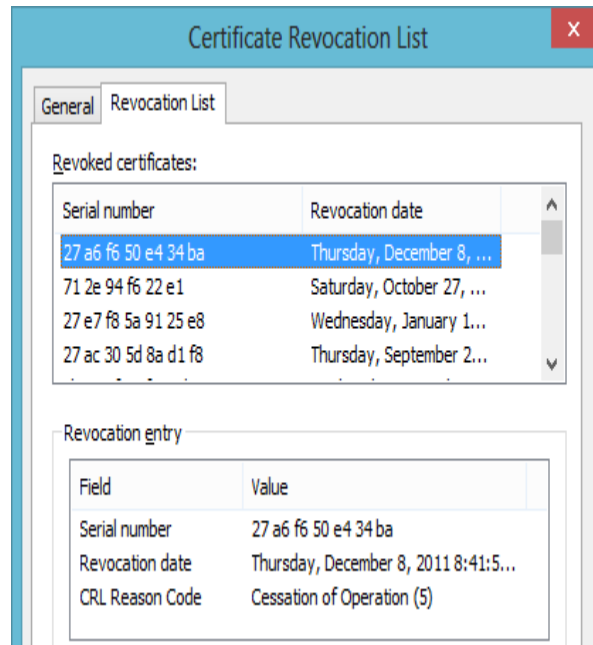 Certificate Revocation List
x
General Revocation List
Revoked certificates:
Serial number Revocation date
27 a6 f6 50 e4 34 ba Thursday, December 8, ...
71 2e 94 f6 22 e1 Saturday, October 27, ...
27 e7 f8 5a 91 25 e8 Wednesday, January 1...
27 ac 30 5d 8a d1 f8 Thursday, September 2...
Revocation entry
Field Value
Serial number 27 a6 f6 50 e4 34 ba
Revocation date Thursday, December 8, 2011 8:41:5...
CRL Reason Code Cessation of Operation (5)